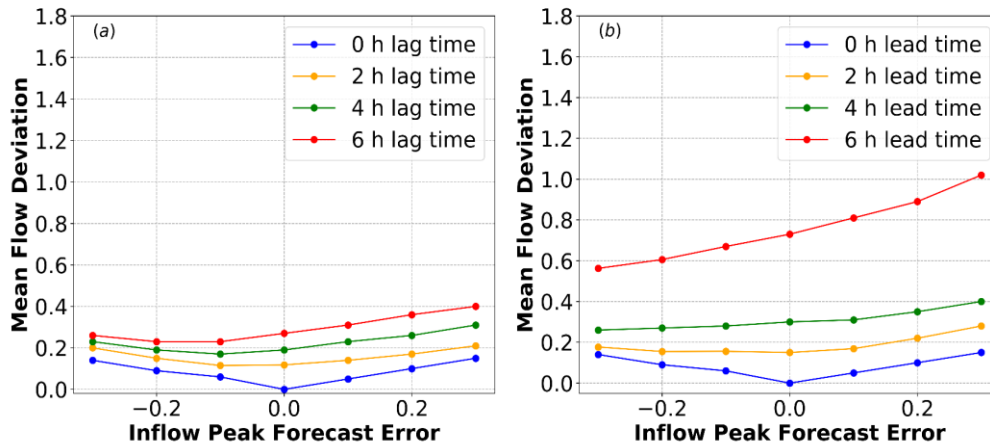 (a)
0 h lag time
2 h lag time
4 h lag time
6 h lag time
Mean Flow Deviation
1.8
1.6
1.4
1.2
1.0
0.8
0.6
0.4
0.2
0.0
−0.2
0.0
0.2
Inflow Peak Forecast Error
(b)
0 h lead time
2 h lead time
4 h lead time
6 h lead time
Mean Flow Deviation
1.8
1.6
1.4
1.2
1.0
0.8
0.6
0.4
0.2
0.0
−0.2
0.0
0.2
Inflow Peak Forecast Error